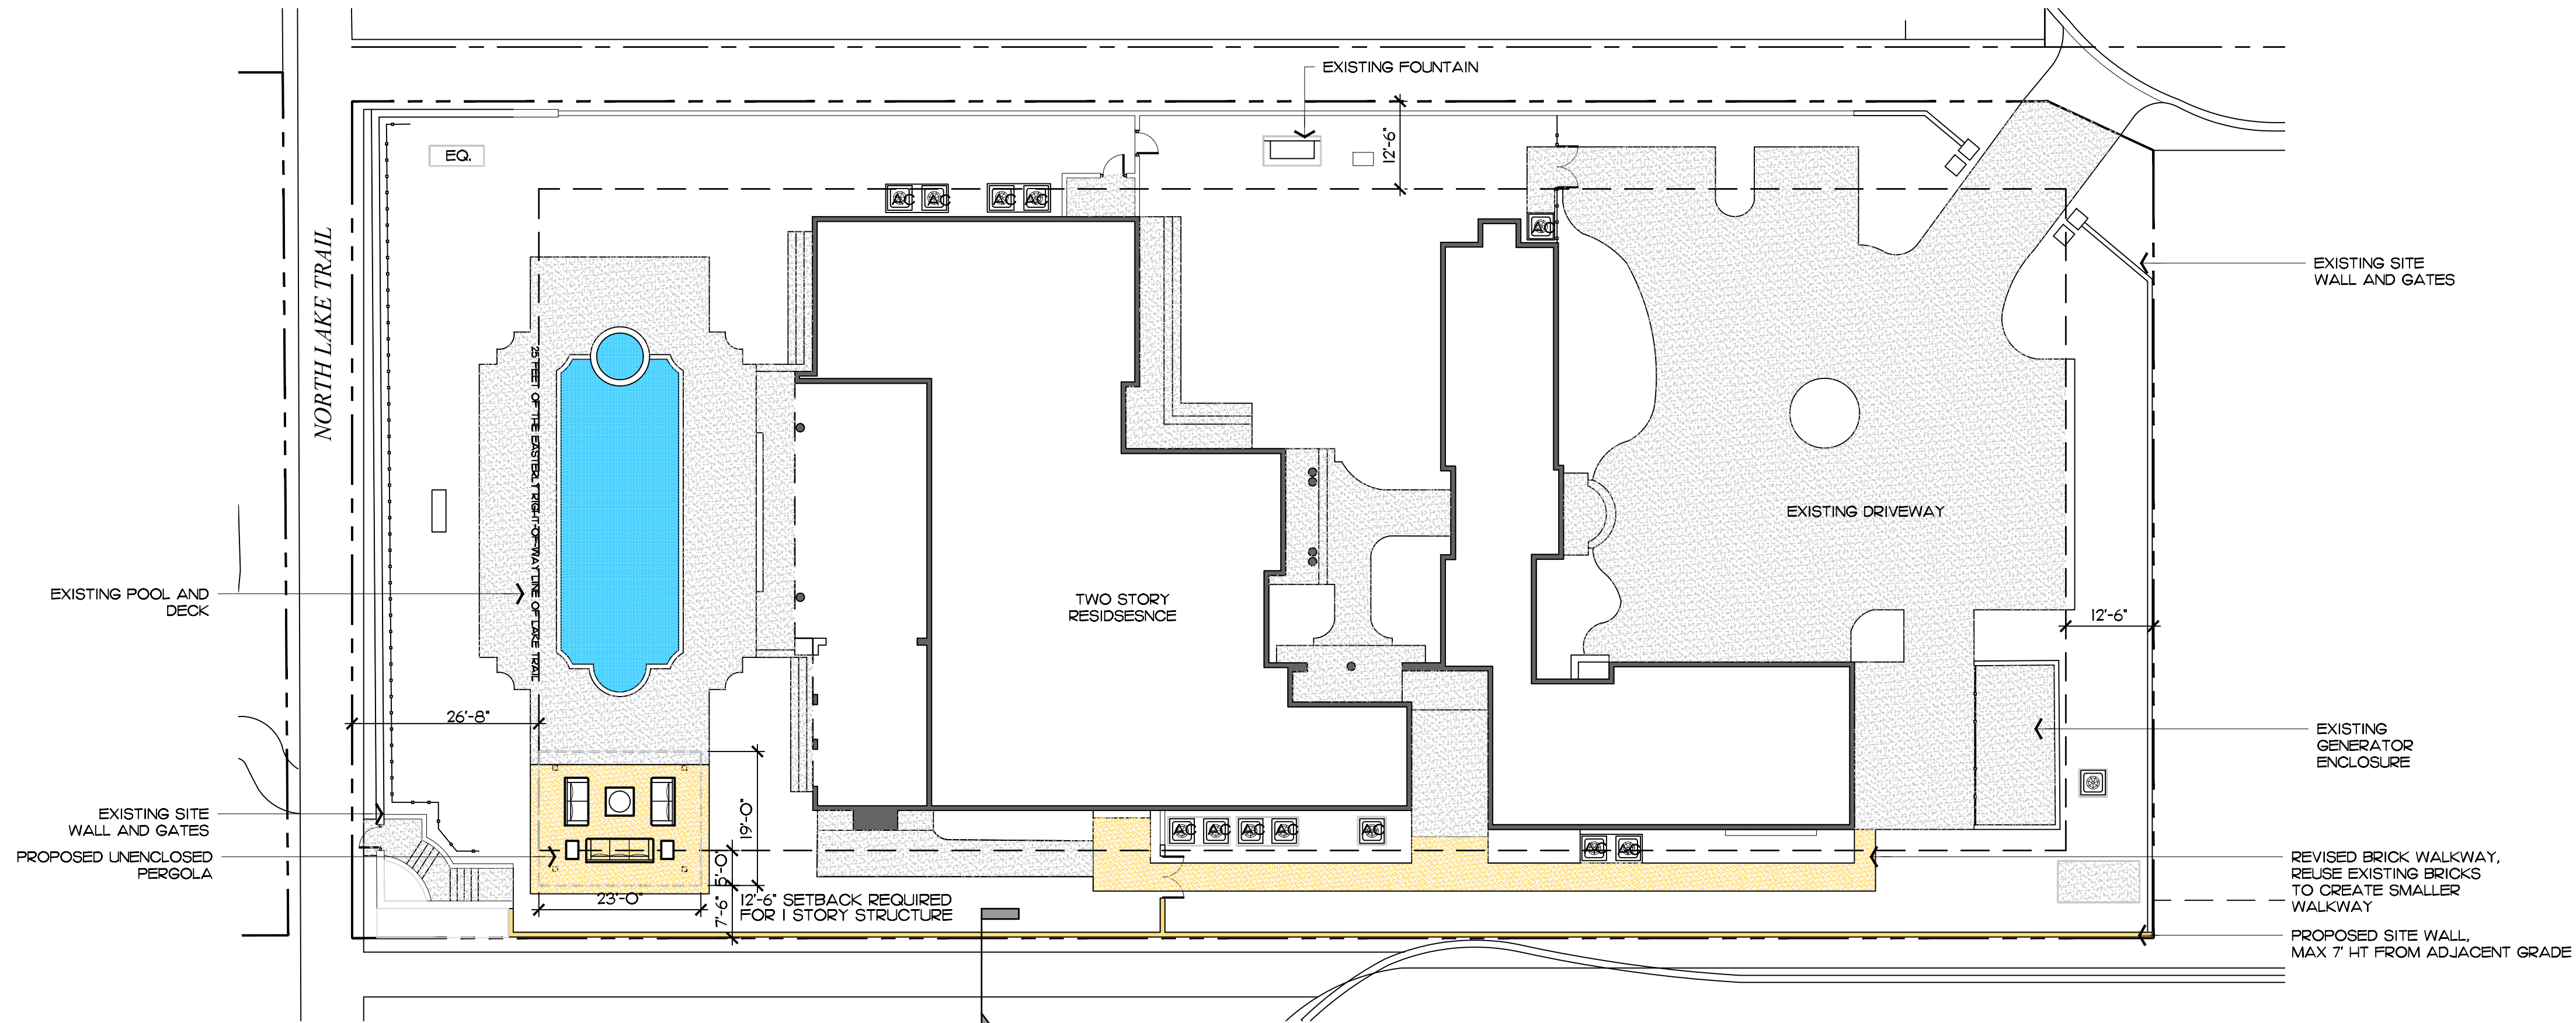 EXISTING FOUNTAIN
12'-6"
EQ.
AC
AC
AC
AC
AC
NORTH LAKE TRAIL
EXISTING SITE
WALL AND GATES
25 FEET OF THE EASTERLY RIGHT-OF-WAY LINE OF LAKE TRAIL
EXISTING DRIVEWAY
EXISTING POOL AND
DECK
TWO STORY
RESIDSESNCE
12'-6"
26'-8"
EXISTING
GENERATOR
ENCLOSURE
EXISTING SITE
WALL AND GATES
19'-0"
AC
AC
AC
AC
AC
AC
AC
PROPOSED UNENCLOSED
PERGOLA
5'-0"
23'-0"
7'-6"
12'-6" SETBACK REQUIRED
FOR 1 STORY STRUCTURE
REVISED BRICK WALKWAY,
REUSE EXISTING BRICKS
TO CREATE SMALLER
WALKWAY
PROPOSED SITE WALL,
MAX 7' HT FROM ADJACENT GRADE